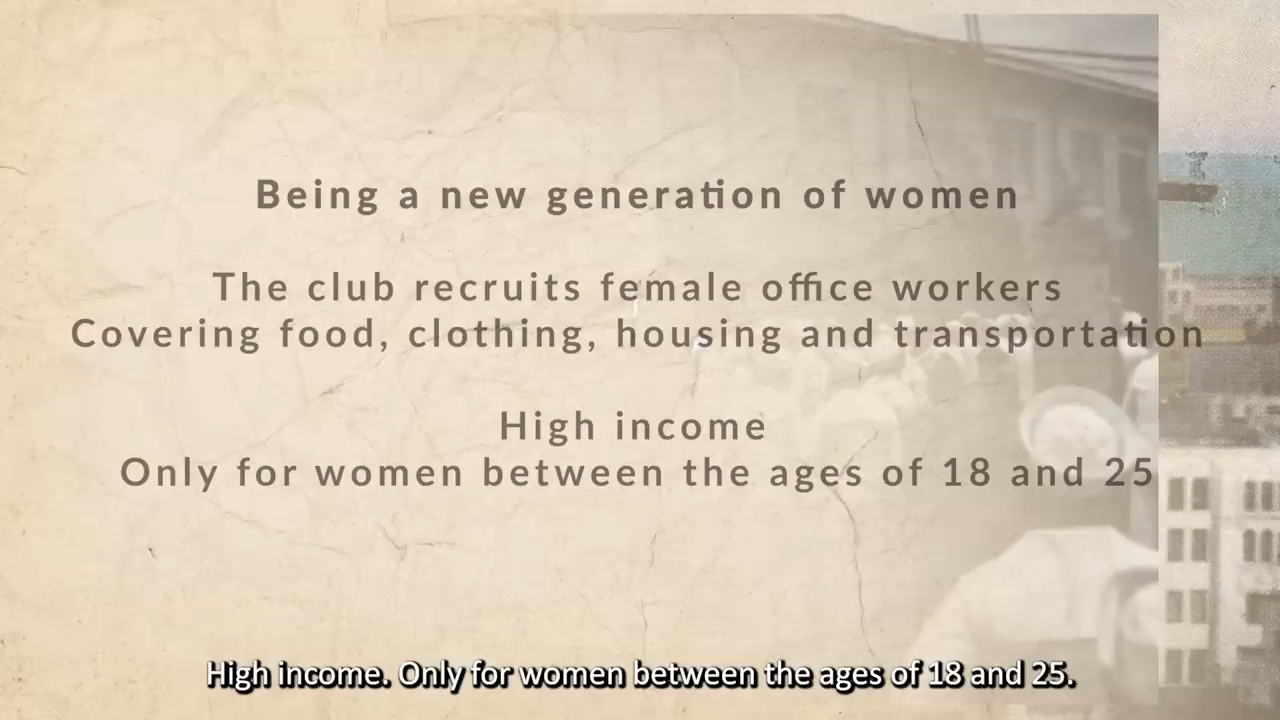 Being a new generation of women
The club recruits female office workers
Covering food, clothing, housing and transportation
High income
Only for women between the ages of 18 and 25
High income. Only for women between the ages of 18 and 25.